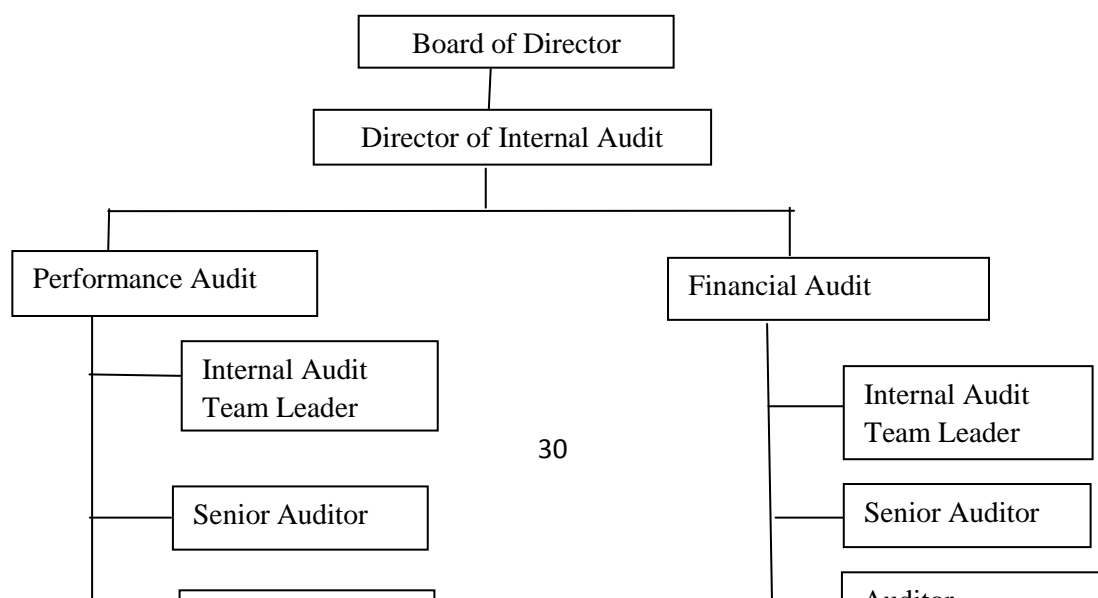 Board of Director
Director of Internal Audit
Performance Audit
Financial Audit
Internal Audit
Team Leader
Internal Audit
Team Leader
30
Senior Auditor
Senior Auditor
Auditor